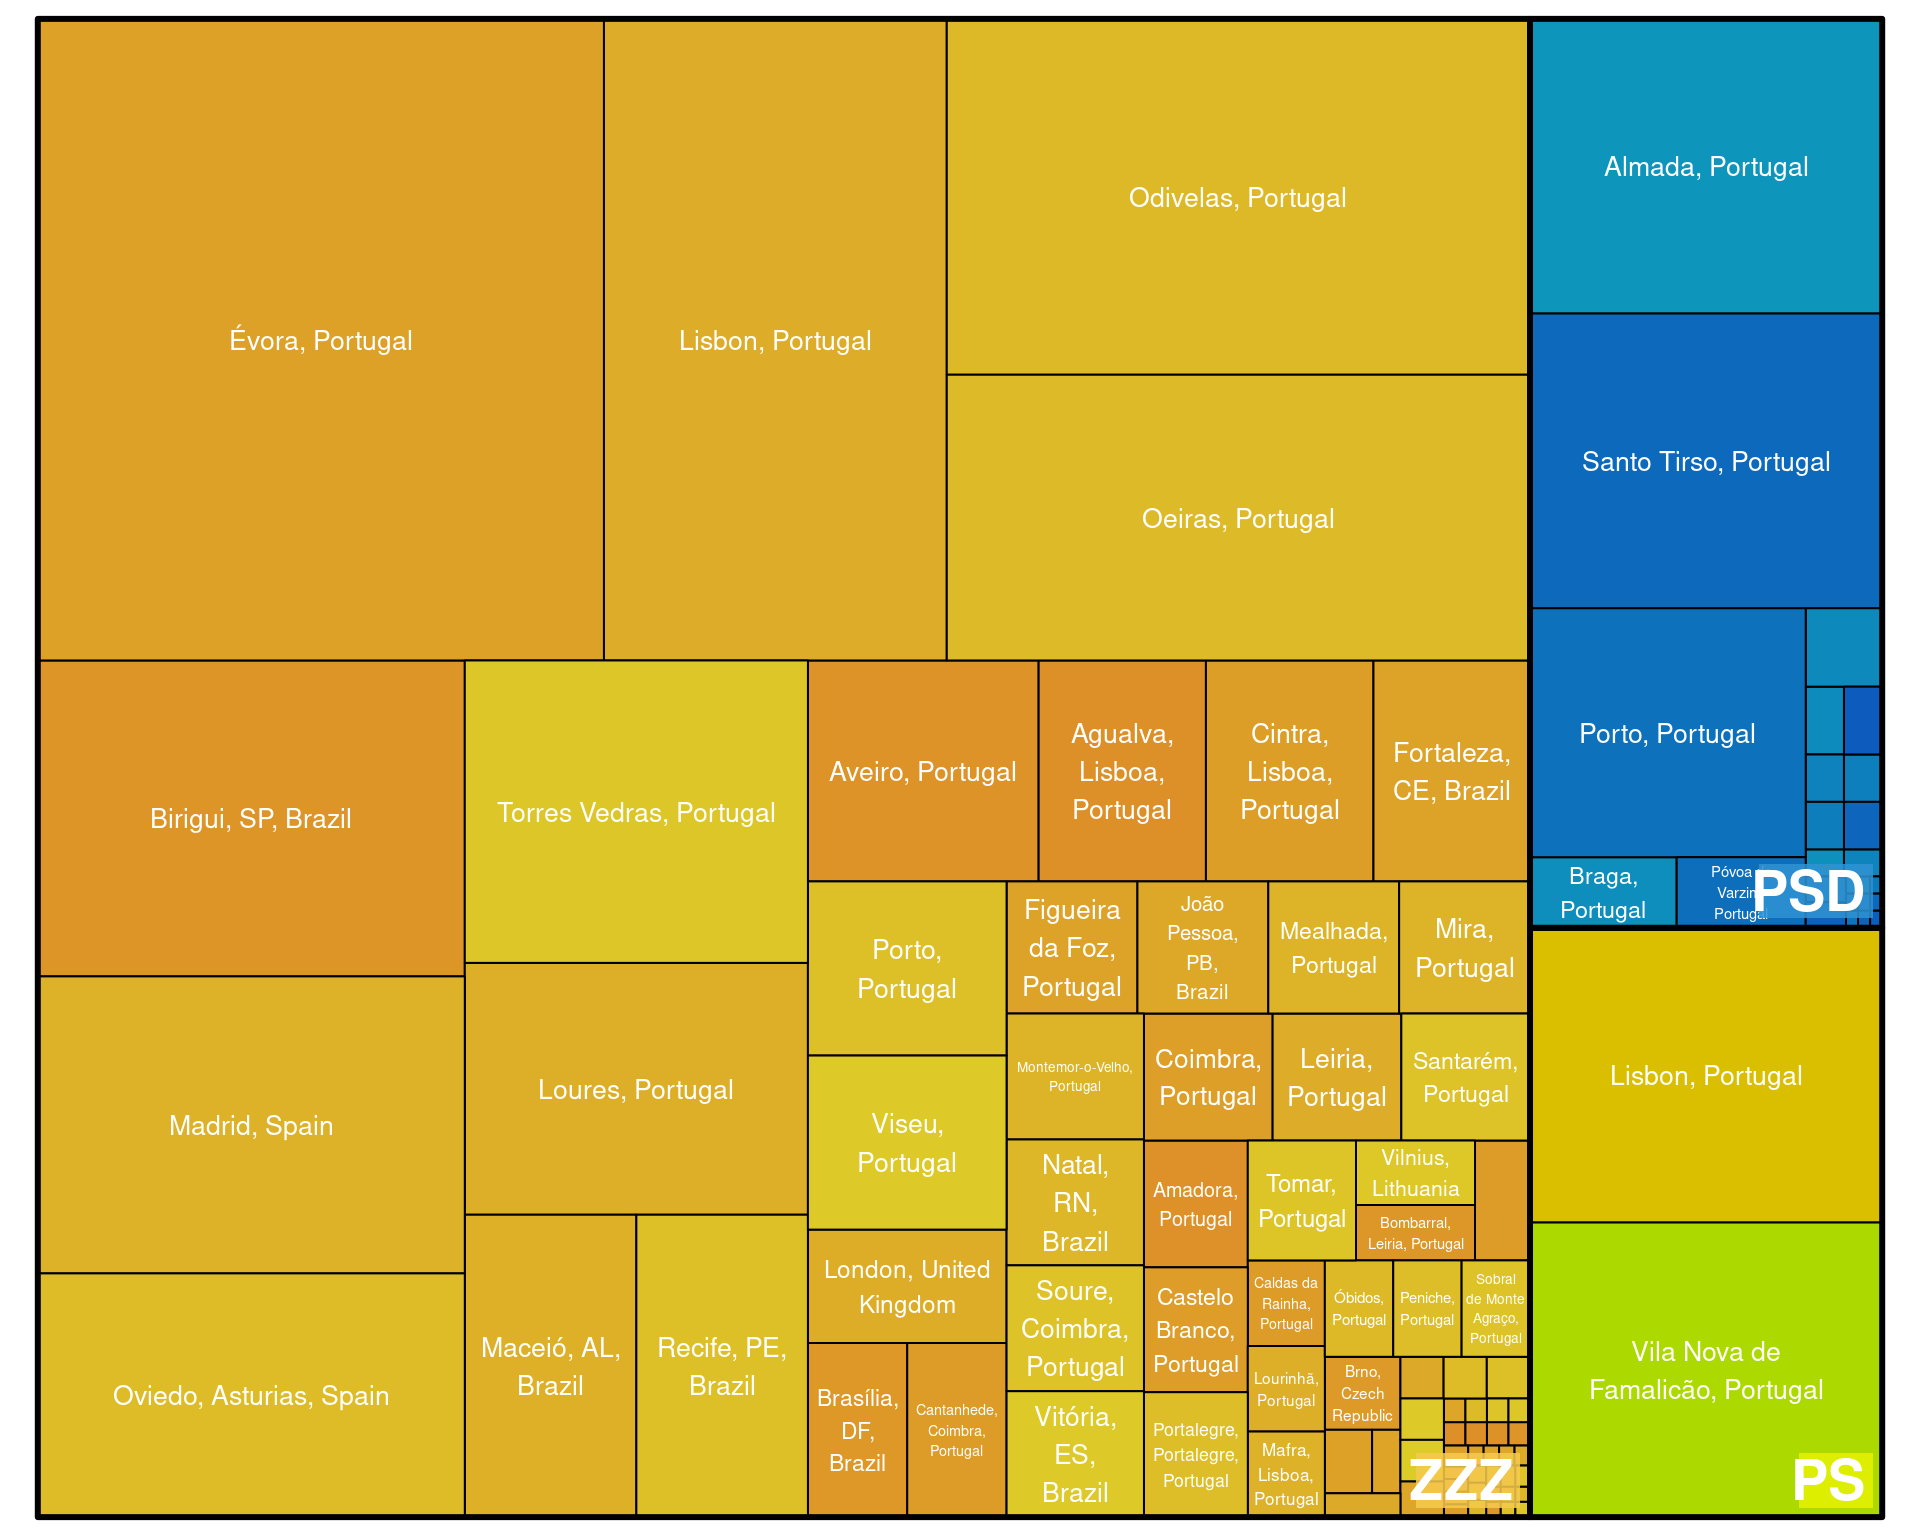 Évora, Portugal
Lisbon, Portugal
Odivelas, Portugal
Oeiras, Portugal
Birigui, SP, Brazil
Madrid, Spain
Oviedo, Asturias, Spain
Torres Vedras, Portugal
Loures, Portugal
Maceió, AL,
Brazil
Recife, PE,
Brazil
Aveiro, Portugal
Agualva,
Lisboa,
Portugal
Cintra,
Lisboa,
Portugal
Fortaleza,
CE, Brazil
Porto,
Portugal
Viseu,
Portugal
London, United
Kingdom
Brasília,
DF,
Brazil
Cantanhede,
Coimbra,
Portugal
Figueira
da Foz,
Portugal
João
Pessoa,
PB,
Brazil
Mealhada,
Portugal
Mira,
Portugal
Montemor-o-Velho,
Portugal
Natal,
RN,
Brazil
Soure,
Coimbra,
Portugal
Vitória,
ES,
Brazil
Coimbra,
Portugal
Leiria,
Portugal
Santarém,
Portugal
Amadora,
Portugal
Castelo
Branco,
Portugal
Portalegre,
Portalegre,
Portugal
Tomar,
Portugal
Vilnius,
Lithuania
Bombarral,
Leiria, Portugal
Caldas da
Rainha,
Portugal
Lourinhã,
Portugal
Mafra,
Lisboa,
Portugal
Óbidos,
Portugal
Peniche,
Portugal
Sobral
de Monte
Agraço,
Portugal
Brno,
Czech
Republic
ZZZ
Almada, Portugal
Santo Tirso, Portugal
Porto, Portugal
Braga,
Portugal
Póvoa
Varzim
Portugal
PSD
Lisbon, Portugal
Vila Nova de
Famalicão, Portugal
PS